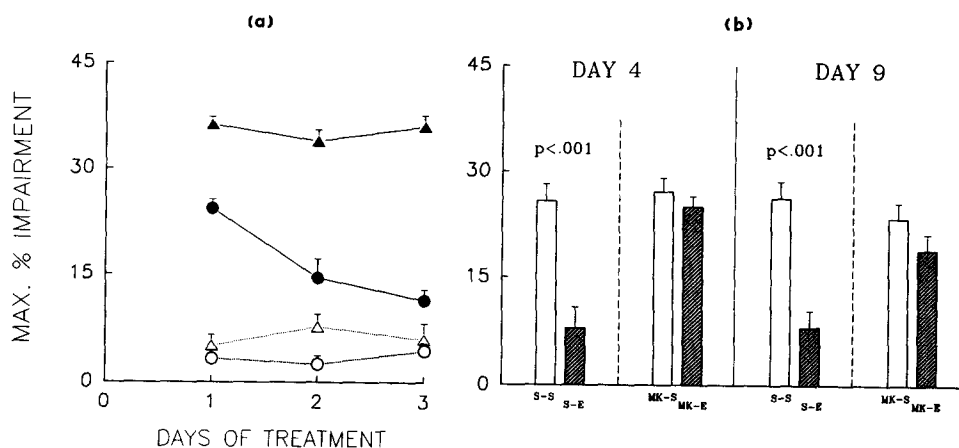 (a)
MAX. % IMPAIRMENT
45
30
15
0
0
1
2
3
DAYS OF TREATMENT
(b)
45
30
15
0
DAY 4
DAY 9
p<.001
p<.001
S-S
S-E
MK-S
MK-E
S-S
S-E
MK-S
MK-E